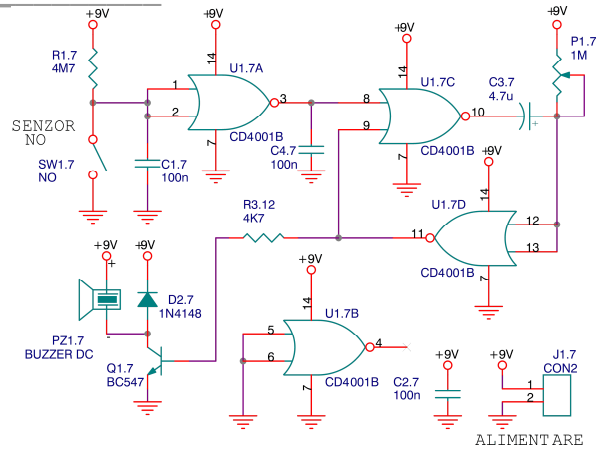 +9V
+9V
+9V
+9V
R1.7
4M7
14
U1.7A
1
2
3
CD4001B
7
SENZOR
NO
SW1.7
NO
C1.7
100n
C4.7
100n
14
U1.7C
8
9
10
CD4001B
7
C3.7
4.7u
+
P1.7
1M
+9V
14
U1.7D
12
13
11
CD4001B
7
R3.12
4K7
+9V
+9V
+
-
D2.7
1N4148
PZ1.7
BUZZER DC
Q1.7
BC547
+9V
14
U1.7B
5
6
4
CD4001B
7
+9V
C2.7
100n
+9V
J1.7
CON2
1
2
ALIMENTARE